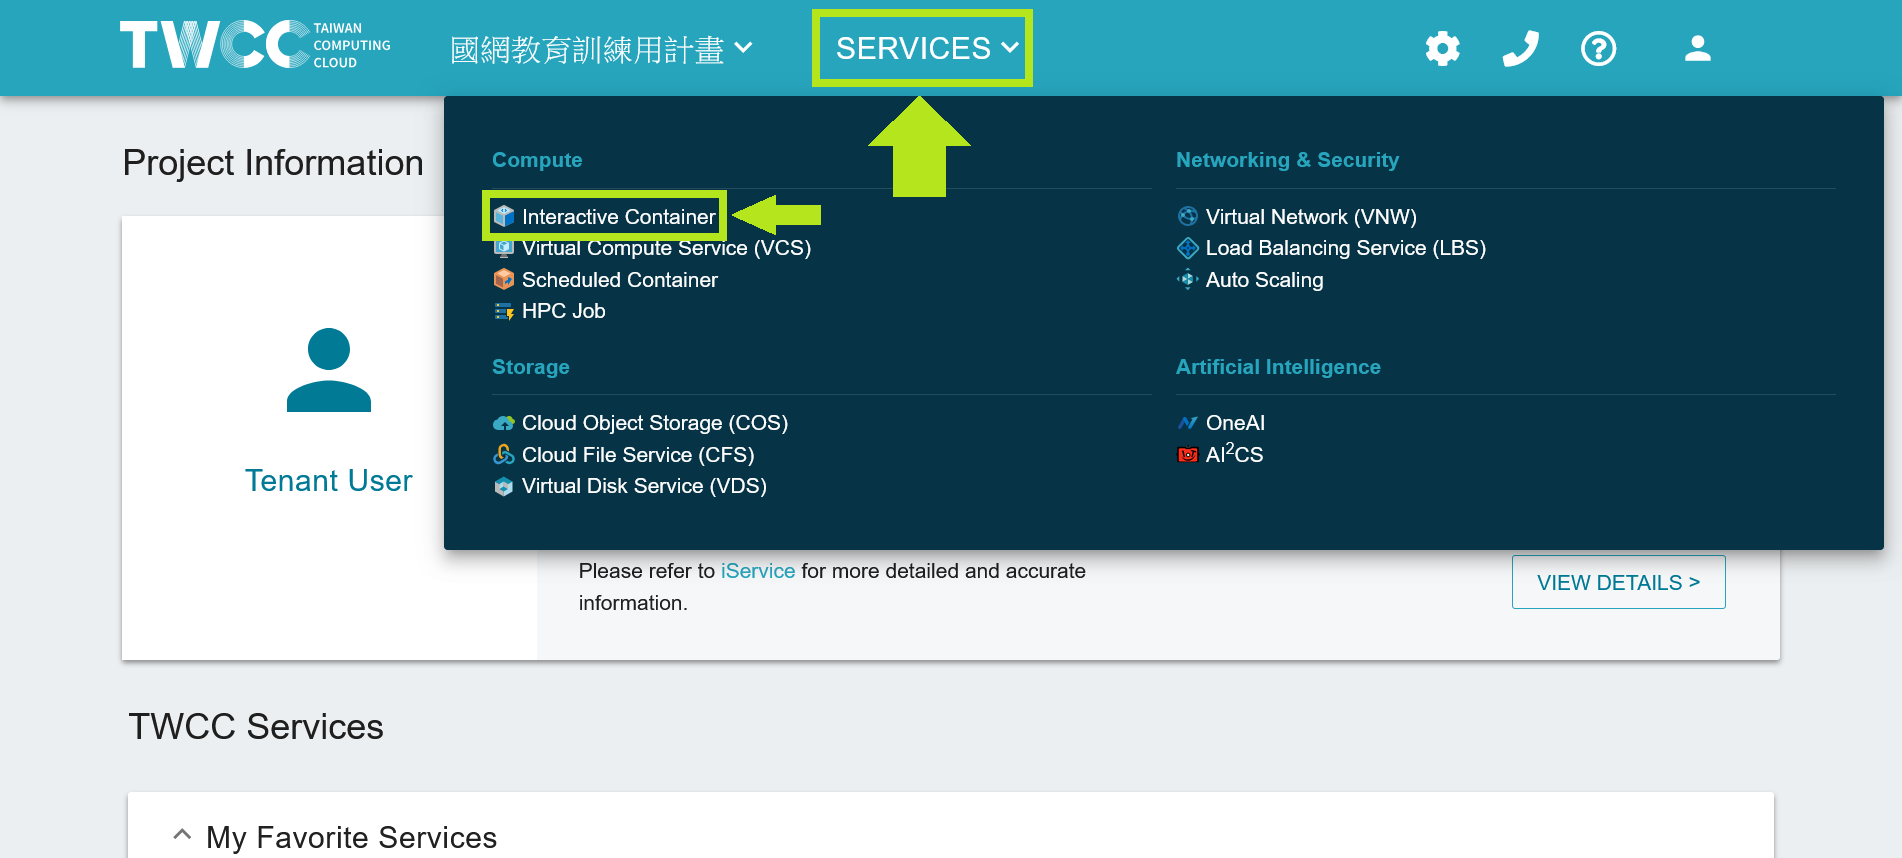 TWCC TAIWAN
COMPUTING
CLOUD
國網教育訓練用計畫
SERVICES
Project Information
Tenant User
Compute
Interactive Container
Virtual Compute Service (VCS)
Scheduled Container
HPC Job
Networking & Security
Virtual Network (VNW)
Load Balancing Service (LBS)
Auto Scaling
Storage
Cloud Object Storage (COS)
Cloud File Service (CFS)
Virtual Disk Service (VDS)
Artificial Intelligence
OneAI
AI²CS
Please refer to iService for more detailed and accurate
information.
VIEW DETAILS >
TWCC Services
My Favorite Services